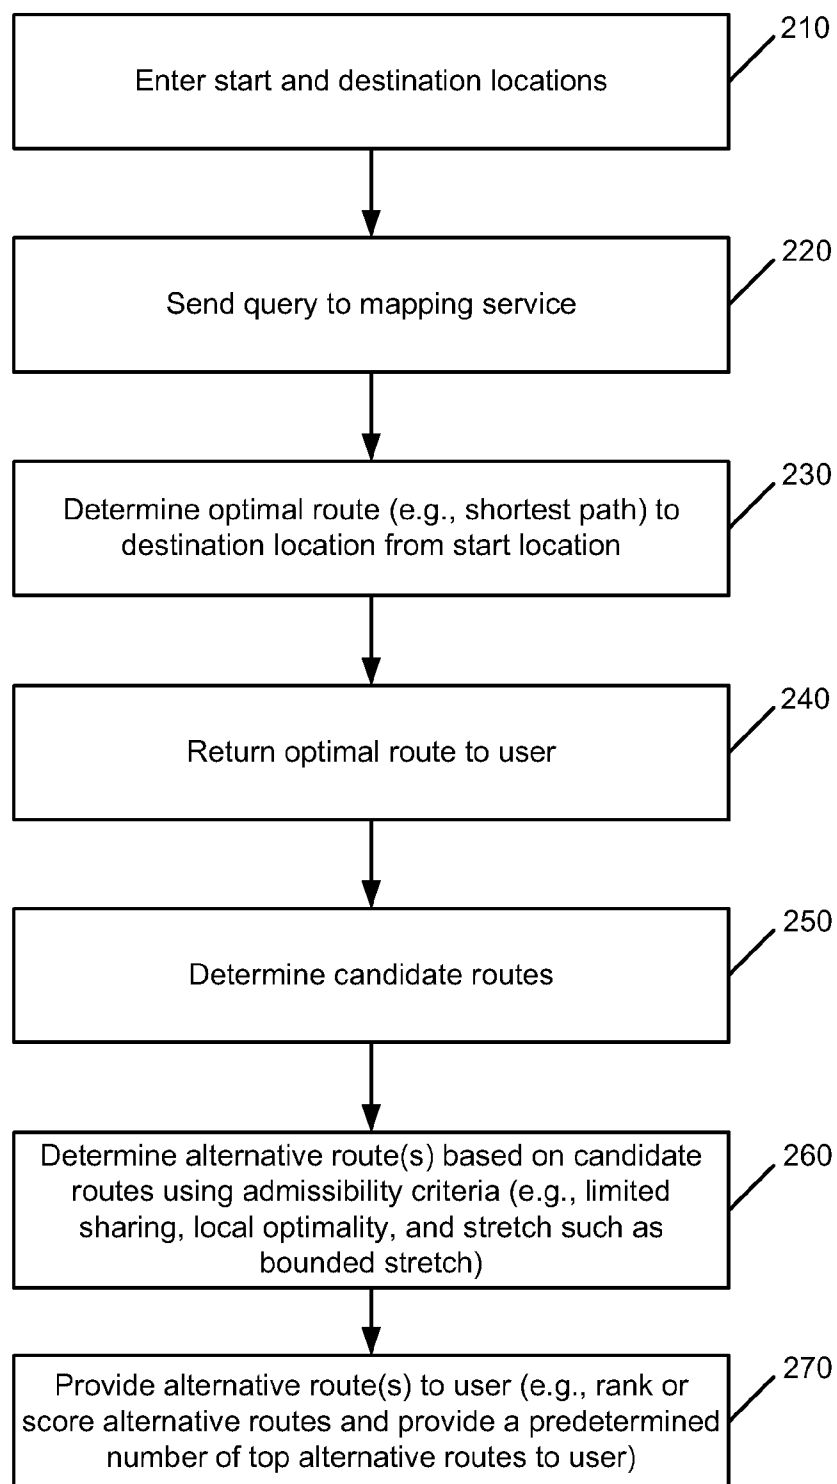 210
Enter start and destination locations
220
Send query to mapping service
230
Determine optimal route (e.g., shortest path) to
destination location from start location
240
Return optimal route to user
250
Determine candidate routes
260
Determine alternative route(s) based on candidate
routes using admissibility criteria (e.g., limited
sharing, local optimality, and stretch such as
bounded stretch)
270
Provide alternative route(s) to user (e.g., rank or
score alternative routes and provide a predetermined
number of top alternative routes to user)